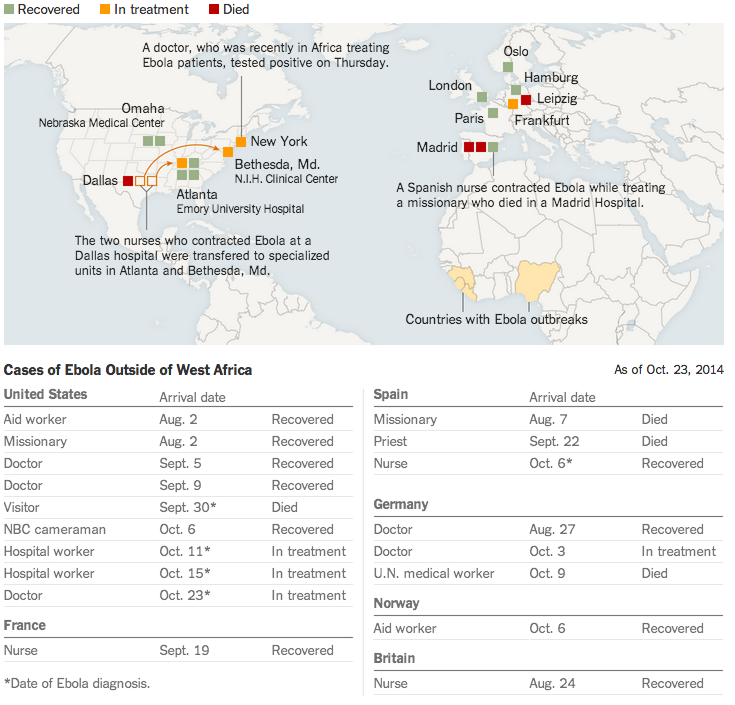 Recovered In treatment Died
A doctor, who was recently in Africa treating
Ebola patients, tested positive on Thursday.
Omaha
Nebraska Medical Center
New York
Bethesda, Md.
N.I.H. Clinical Center
Dallas
Atlanta
Emory University Hospital
The two nurses who contracted Ebola at a
Dallas hospital were transfered to specialized
units in Atlanta and Bethesda, Md.
Oslo
Hamburg
London
Leipzig
Paris
Frankfurt
Madrid
A Spanish nurse contracted Ebola while treating
a missionary who died in a Madrid Hospital.
Countries with Ebola outbreaks
Cases of Ebola Outside of West Africa
As of Oct. 23, 2014
United States Arrival date
Aid worker Aug. 2 Recovered
Missionary Aug. 2 Recovered
Doctor Sept. 5 Recovered
Doctor Sept. 9 Recovered
Visitor Sept. 30* Died
NBC cameraman Oct. 6 Recovered
Hospital worker Oct. 11* In treatment
Hospital worker Oct. 15* In treatment
Doctor Oct. 23* In treatment
France
Nurse Sept. 19 Recovered
*Date of Ebola diagnosis.
Spain Arrival date
Missionary Aug. 7 Died
Priest Sept. 22 Died
Nurse Oct. 6* Recovered
Germany
Doctor Aug. 27 Recovered
Doctor Oct. 3 In treatment
U.N. medical worker Oct. 9 Died
Norway
Aid worker Oct. 6 Recovered
Britain
Nurse Aug. 24 Recovered